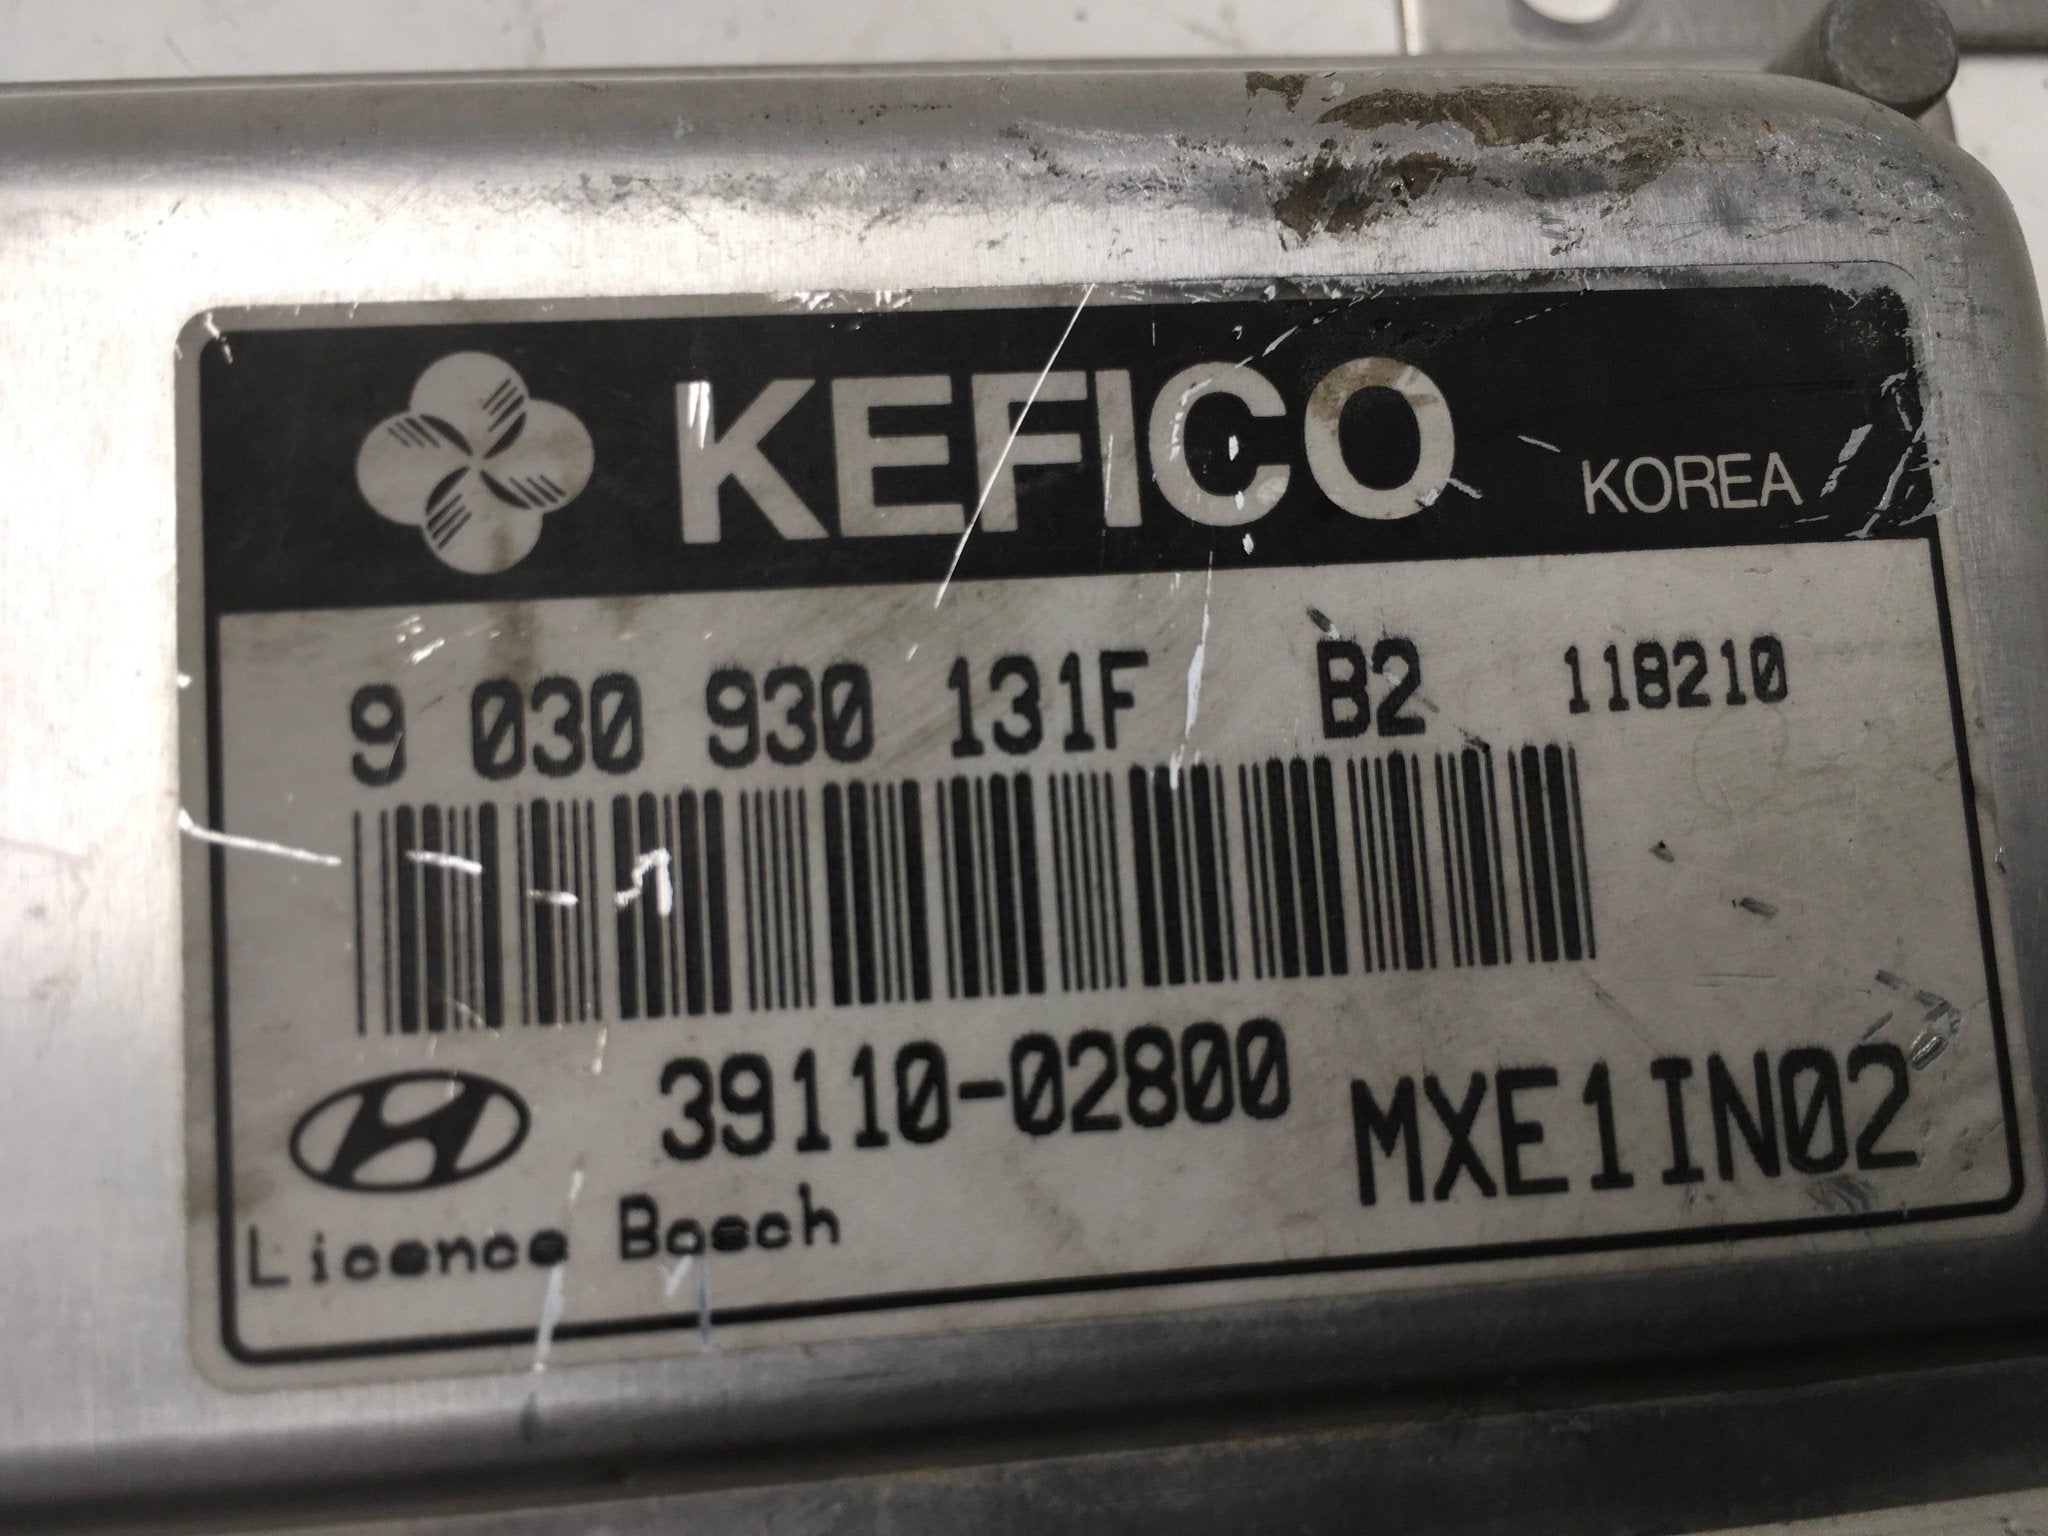 KEFICO KOREA
9 030 930 131F B2 118210
39110-02800 MXE1IN02
Licence Bosch